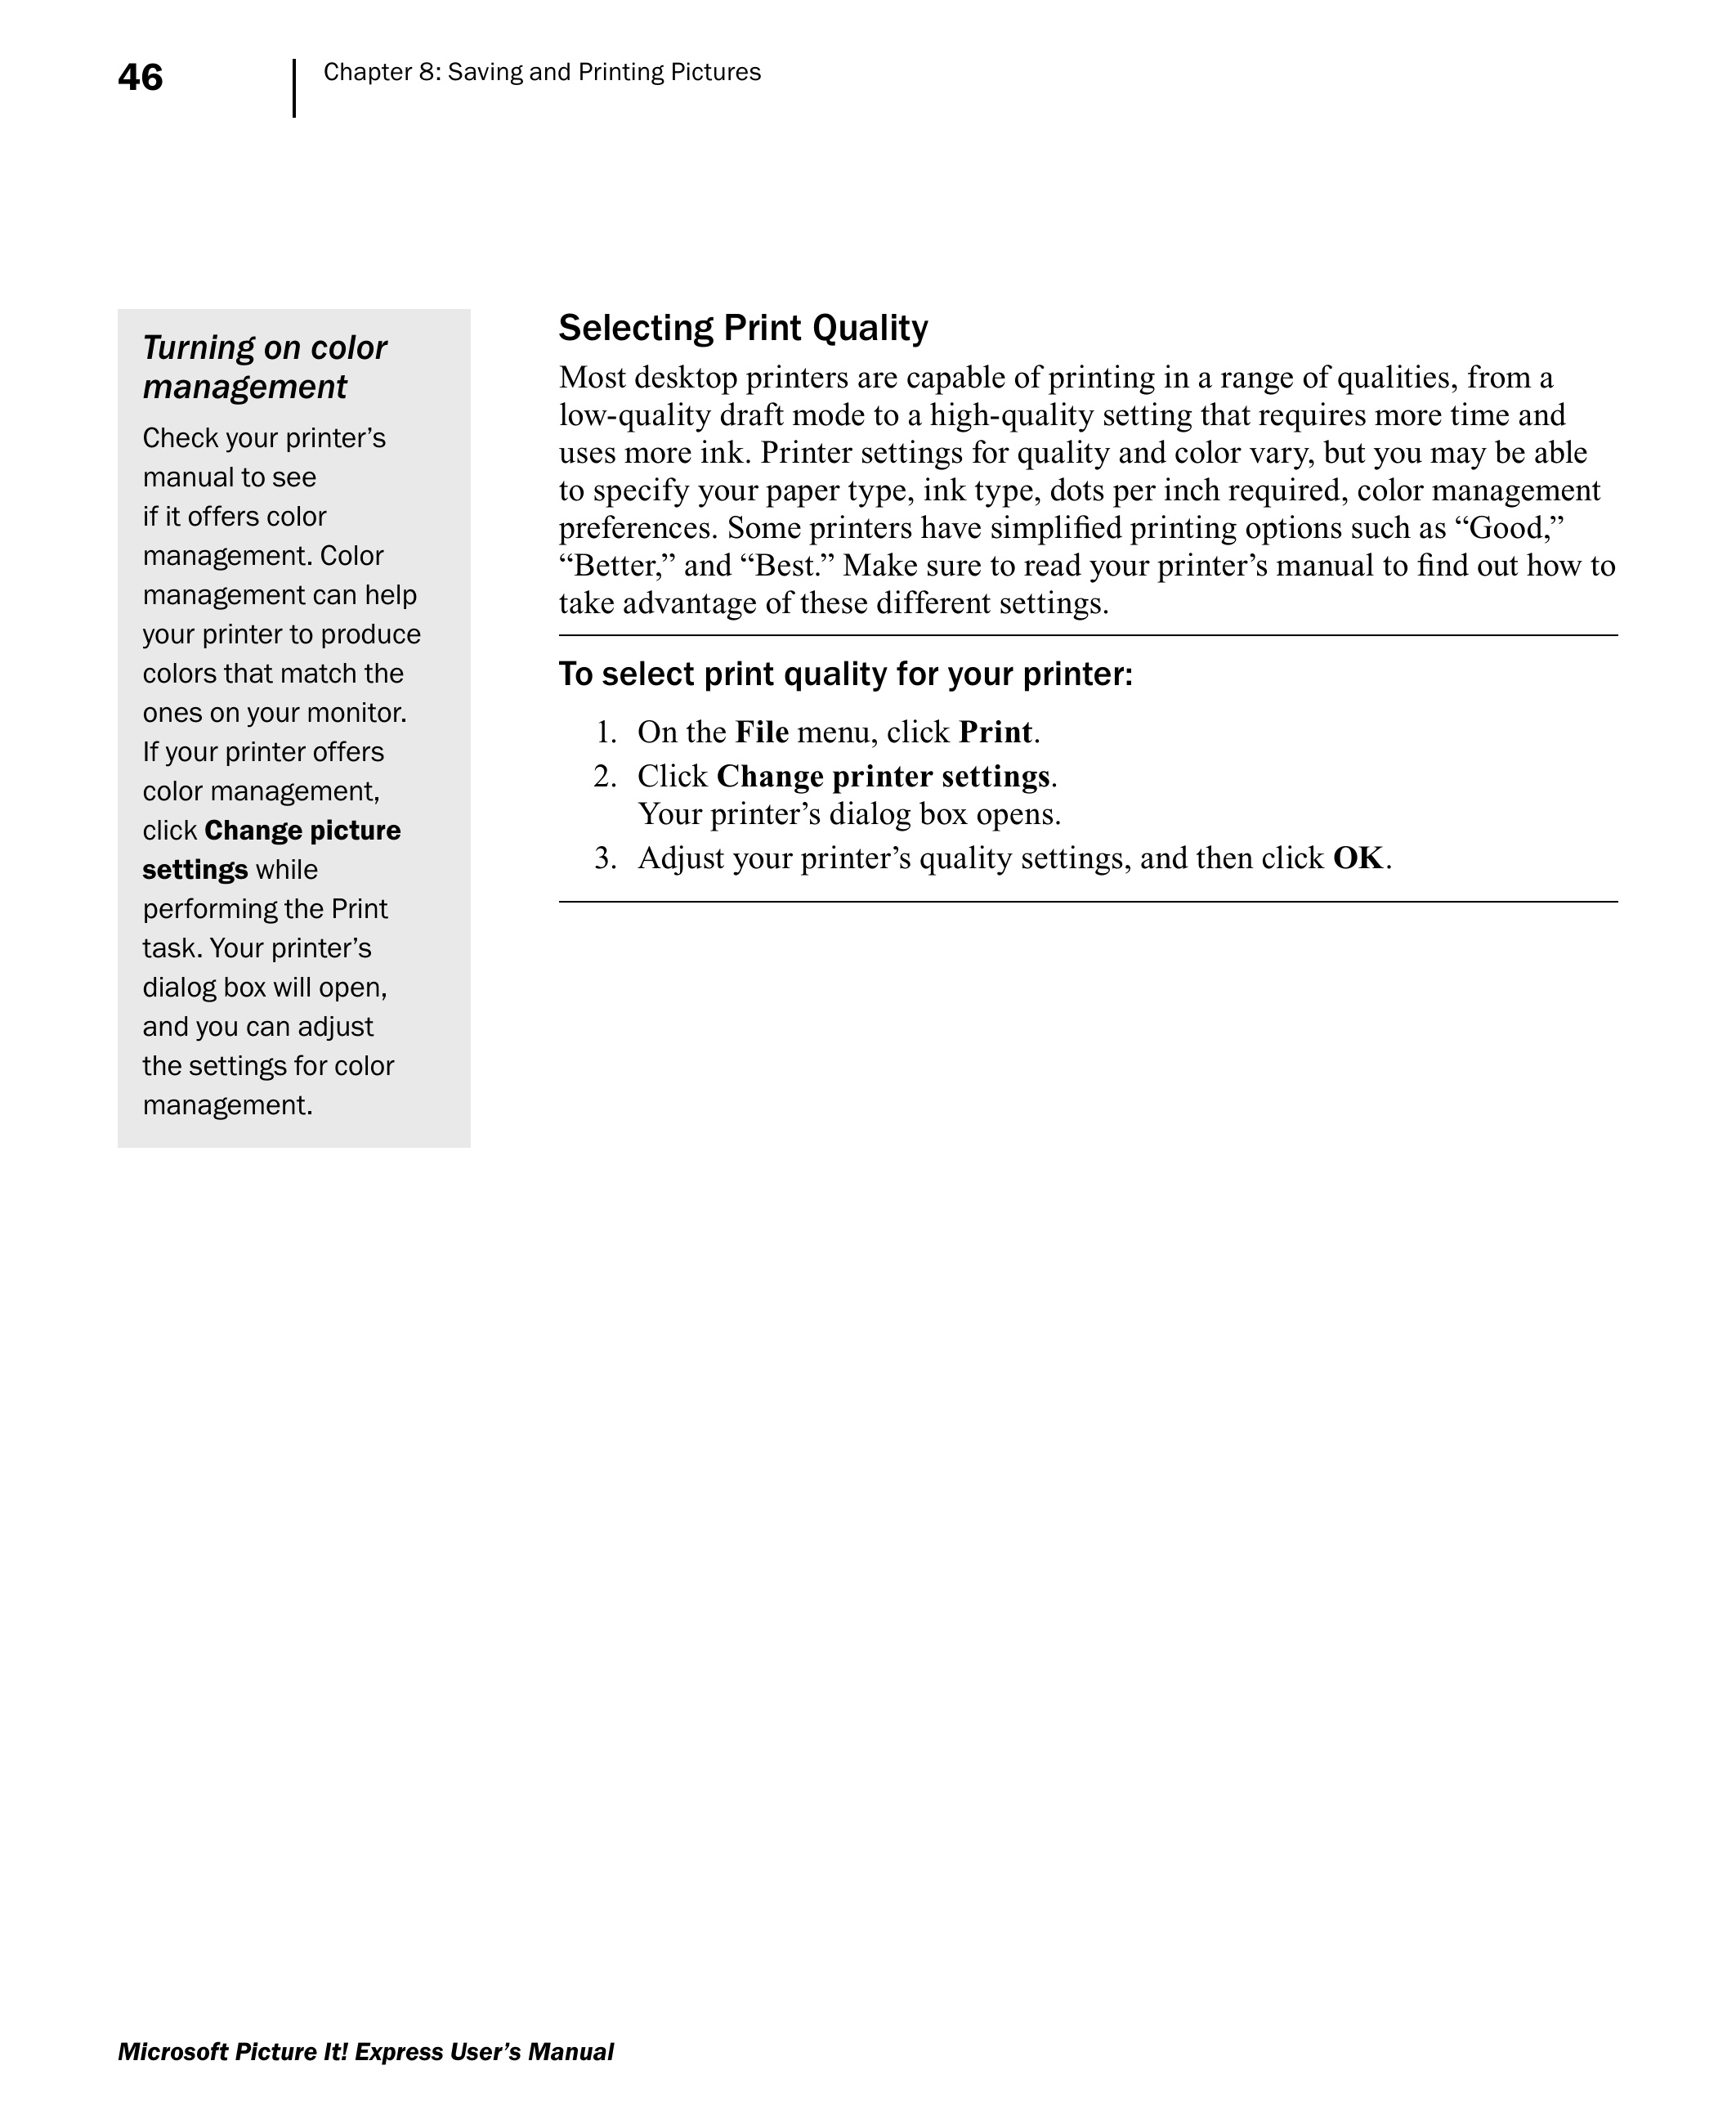 46
Chapter 8: Saving and Printing Pictures
Turning on color
management
Check your printer’s
manual to see
if it offers color
management. Color
management can help
your printer to produce
colors that match the
ones on your monitor.
If your printer offers
color management,
click Change picture
settings while
performing the Print
task. Your printer’s
dialog box will open,
and you can adjust
the settings for color
management.
Selecting Print Quality
Most desktop printers are capable of printing in a range of qualities, from a
low-quality draft mode to a high-quality setting that requires more time and
uses more ink. Printer settings for quality and color vary, but you may be able
to specify your paper type, ink type, dots per inch required, color management
preferences. Some printers have simplified printing options such as “Good,”
“Better,” and “Best.” Make sure to read your printer’s manual to find out how to
take advantage of these different settings.
To select print quality for your printer:
1. On the File menu, click Print.
2. Click Change printer settings.
Your printer’s dialog box opens.
3. Adjust your printer’s quality settings, and then click OK.
Microsoft Picture It! Express User’s Manual